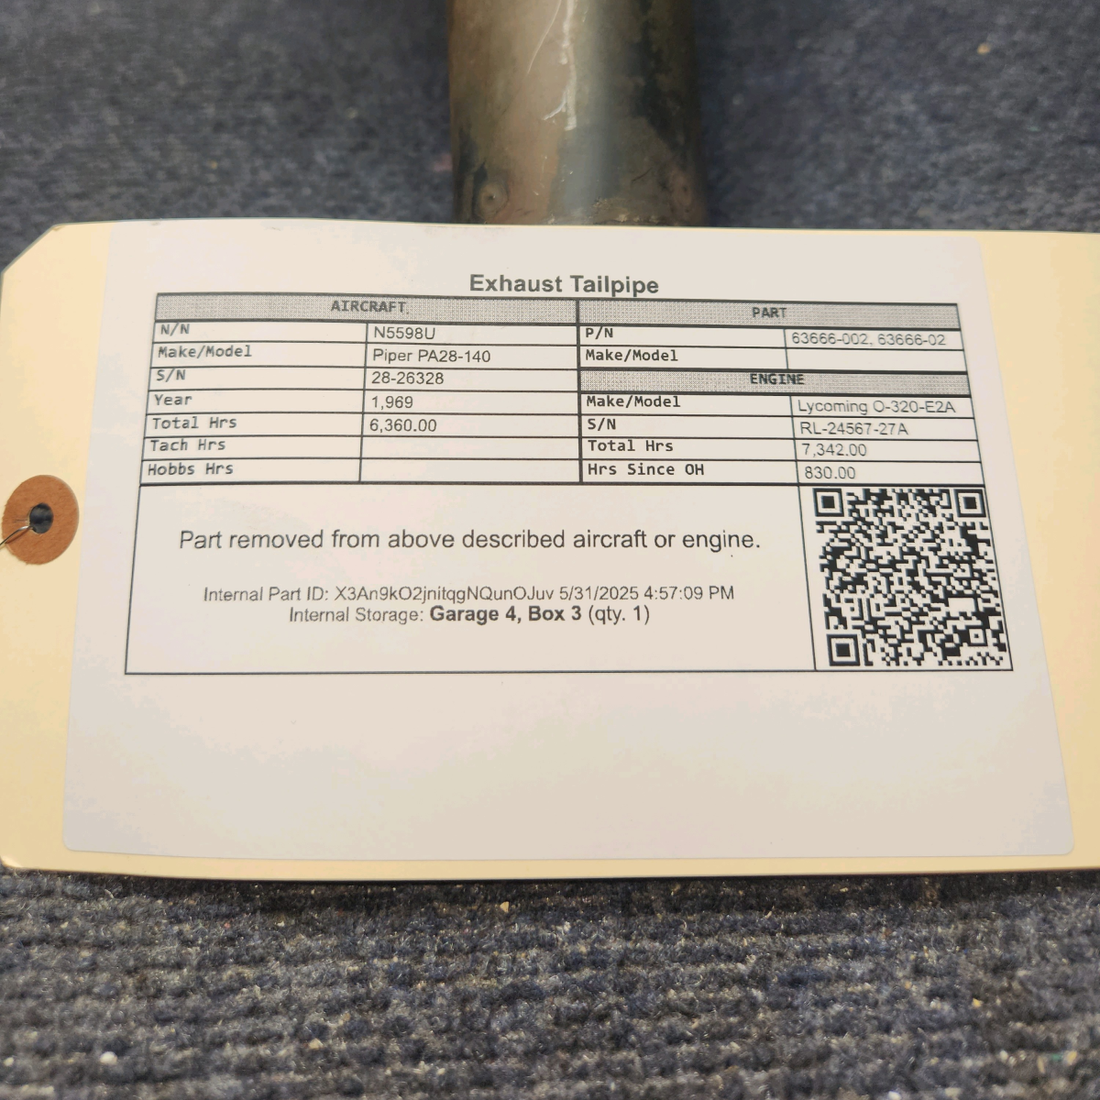 Exhaust Tailpipe
AIRCRAFT
PART
N/N N5598U P/N 63666-002, 63666-02
Make/Model Piper PA28-140 Make/Model
S/N 28-26328 ENGINE
Year 1,969 Make/Model Lycoming O-320-E2A
Total Hrs 6,360.00 S/N RL-24567-27A
Tach Hrs Total Hrs 7,342.00
Hobbs Hrs Hrs Since OH 830.00
Part removed from above described aircraft or engine.
Internal Part ID: X3An9kO2jnitqgNQunOJuv 5/31/2025 4:57:09 PM
Internal Storage: Garage 4, Box 3 (qty. 1)